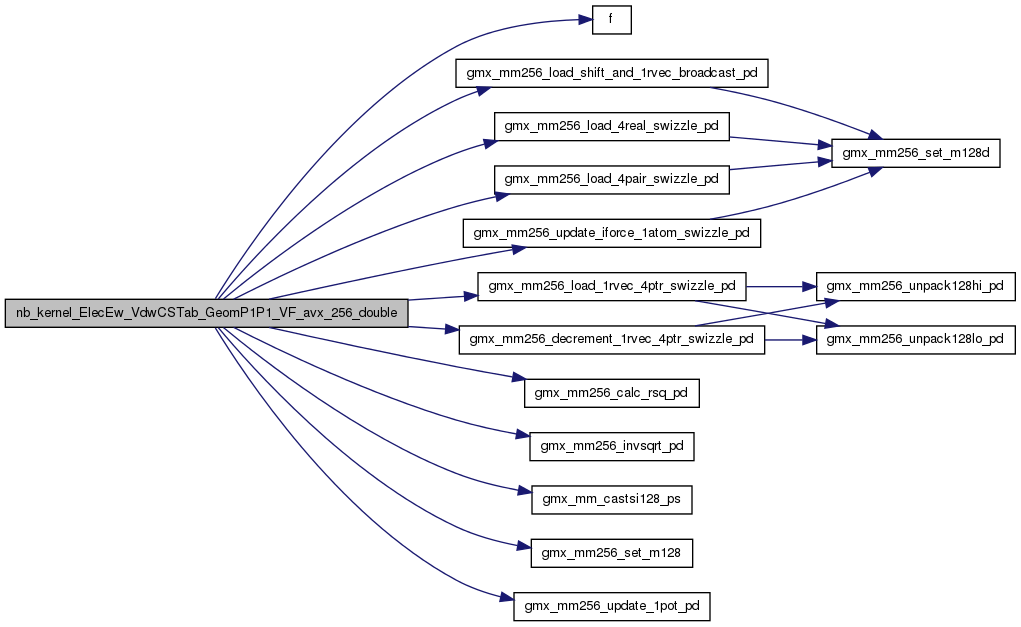 f
gmx_mm256_load_shift_and_1rvec_broadcast_pd
gmx_mm256_load_4real_swizzle_pd
gmx_mm256_set_m128d
gmx_mm256_load_4pair_swizzle_pd
gmx_mm256_update_iforce_1atom_swizzle_pd
gmx_mm256_load_1rvec_4ptr_swizzle_pd
gmx_mm256_unpack128hi_pd
nb_kernel_ElecEw_VdwCSTab_GeomP1P1_VF_avx_256_double
gmx_mm256_decrement_1rvec_4ptr_swizzle_pd
gmx_mm256_unpack128lo_pd
gmx_mm256_calc_rsq_pd
gmx_mm256_invsqrt_pd
gmx_mm_castsi128_ps
gmx_mm256_set_m128
gmx_mm256_update_1pot_pd